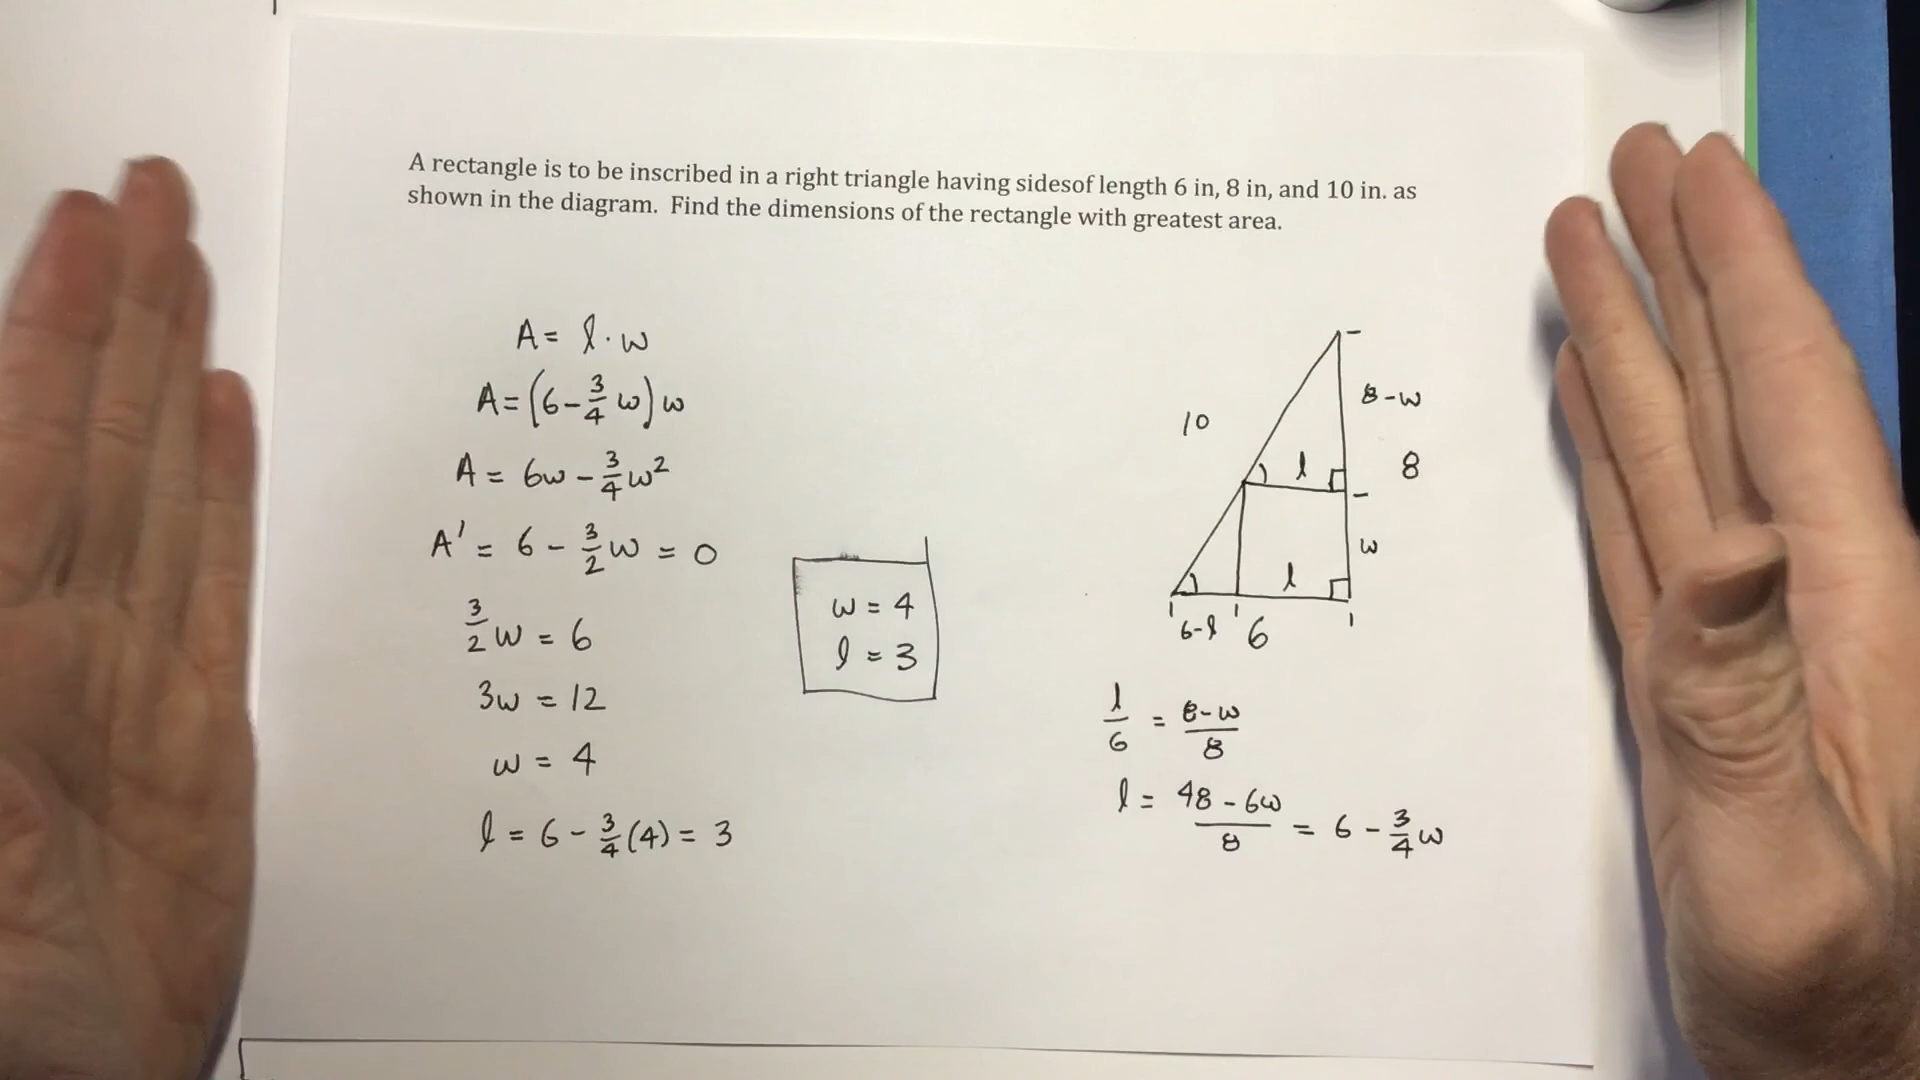 A rectangle is to be inscribed in a right triangle having sidesof length 6 in, 8 in, and 10 in. as
shown in the diagram. Find the dimensions of the rectangle with greatest area.
A = l · w
A = (6 - 3/4 w) w
A = 6w - 3/4 w²
A' = 6 - 3/2 w = 0
3/2 w = 6
3w = 12
w = 4
l = 6 - 3/4 (4) = 3
w = 4
l = 3
10
8-w
l
8
w
l
6-l
6
l/6 = 8-w/8
l = 48 - 6w/8 = 6 - 3/4 w